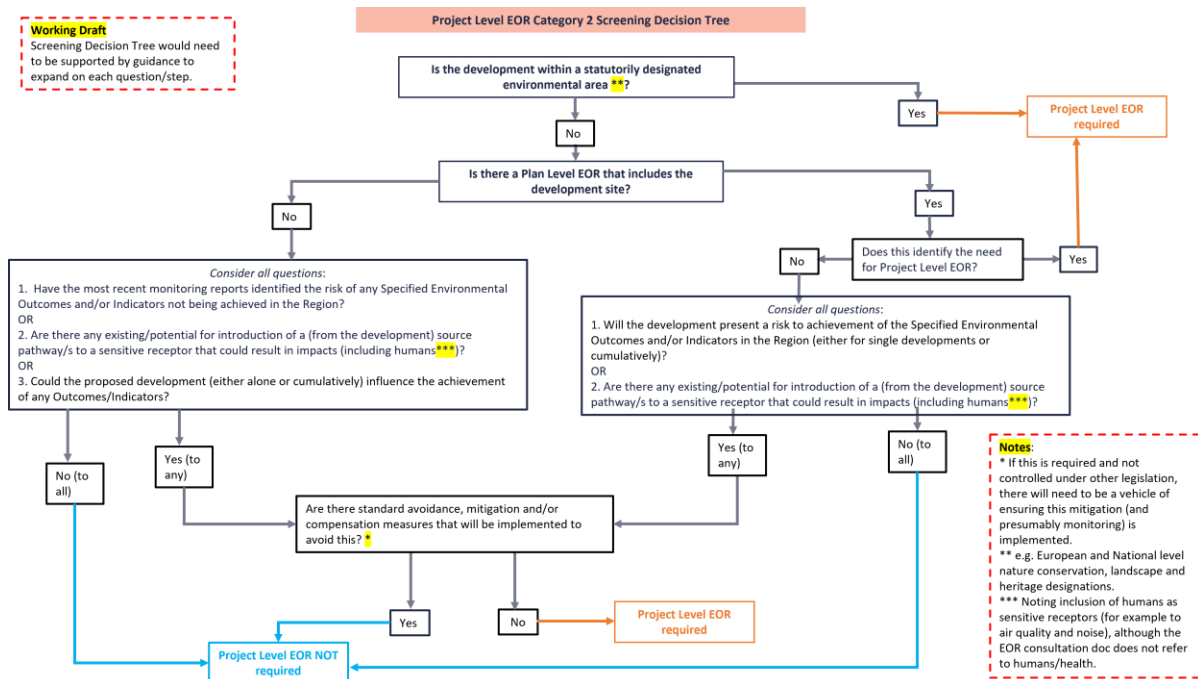 Project Level EOR Category 2 Screening Decision Tree
Working Draft
Screening Decision Tree would need
to be supported by guidance to
expand on each question/step.
Is the development within a statutorily designated
environmental area **?
Yes
Project Level EOR
required
No
Is there a Plan Level EOR that includes the
development site?
No
Yes
Does this identify the need
for Project Level EOR?
No
Yes
Consider all questions:
1. Have the most recent monitoring reports identified the risk of any Specified Environmental
Outcomes and/or Indicators not being achieved in the Region?
OR
2. Are there any existing/potential for introduction of a (from the development) source
pathway/s to a sensitive receptor that could result in impacts (including humans***)?
OR
3. Could the proposed development (either alone or cumulatively) influence the achievement
of any Outcomes/Indicators?
Consider all questions:
1. Will the development present a risk to achievement of the Specified Environmental
Outcomes and/or Indicators in the Region (either for single developments or
cumulatively)?
OR
2. Are there any existing/potential for introduction of a (from the development) source
pathway/s to a sensitive receptor that could result in impacts (including humans***)?
No (to
all)
Yes (to
any)
Yes (to
any)
No (to
all)
Are there standard avoidance, mitigation and/or
compensation measures that will be implemented to
avoid this? *
Yes
No
Project Level EOR
required
Project Level EOR NOT
required
Notes:
* If this is required and not
controlled under other legislation,
there will need to be a vehicle of
ensuring this mitigation (and
presumably monitoring) is
implemented.
** e.g. European and National level
nature conservation, landscape and
heritage designations.
*** Noting inclusion of humans as
sensitive receptors (for example to
air quality and noise), although the
EOR consultation doc does not refer
to humans/health.